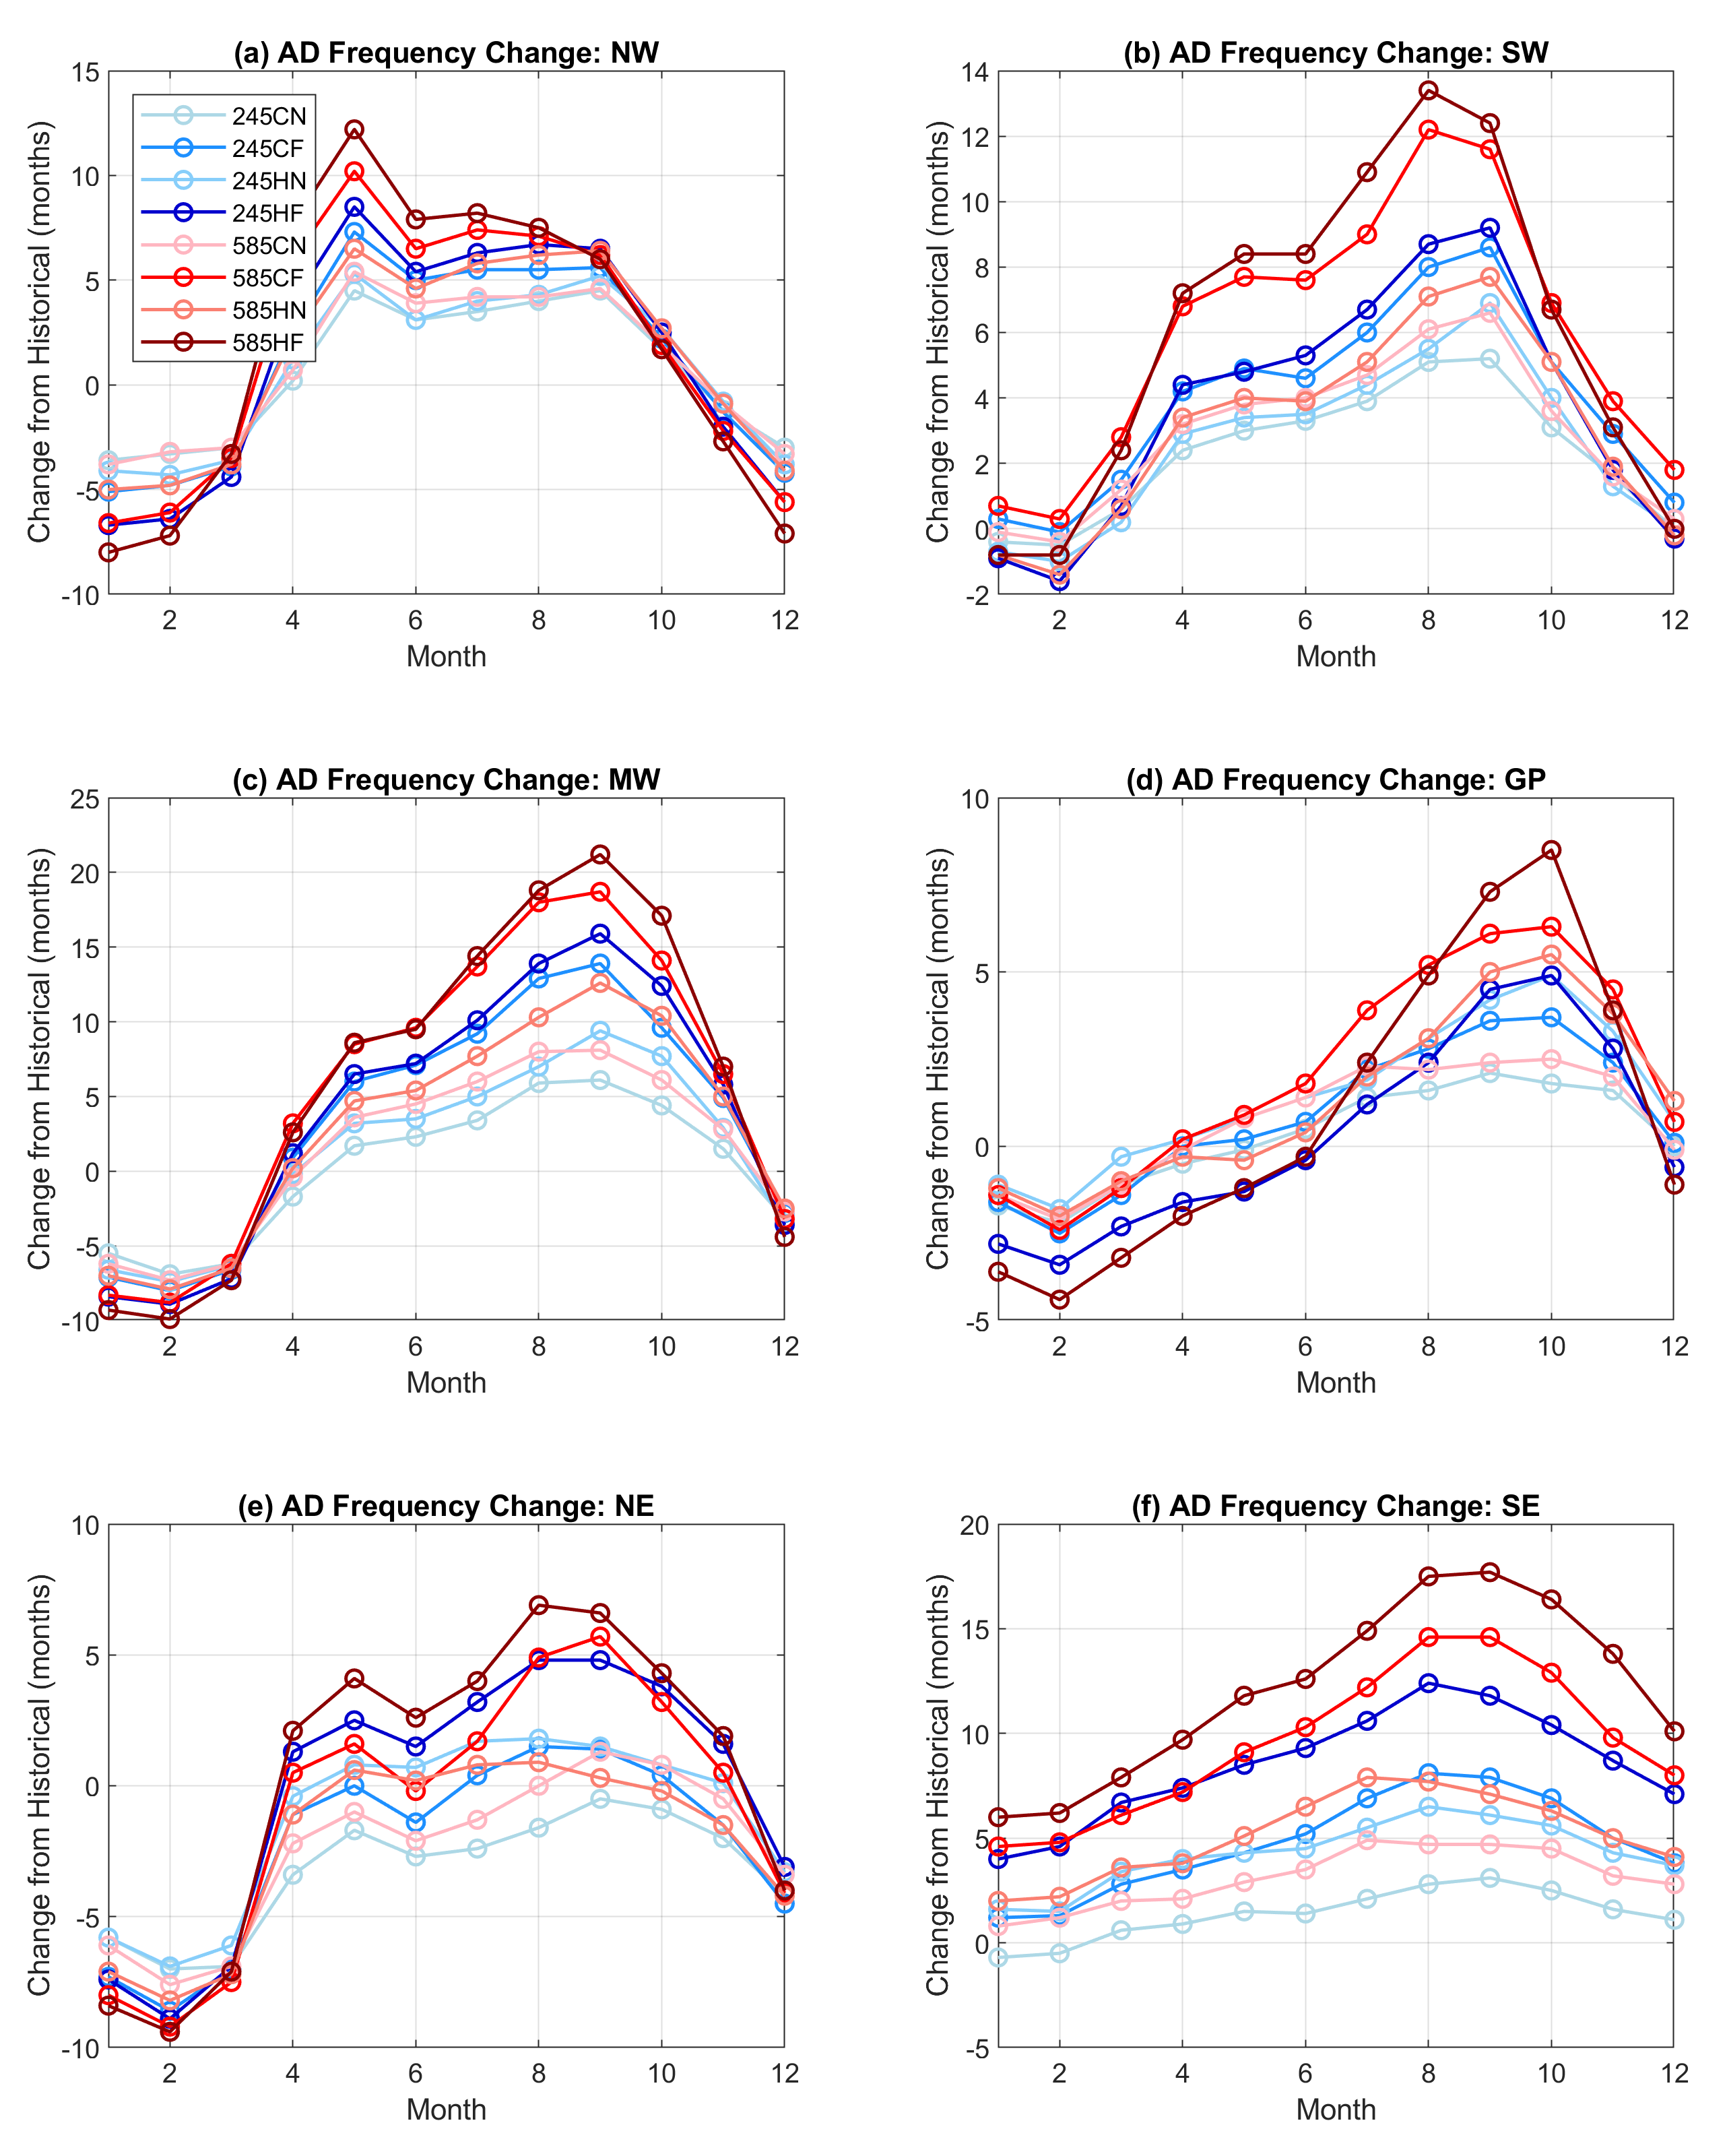 (a) AD Frequency Change: NW
Change from Historical (months)
15
10
5
0
-5
-10
245CN
245CF
245HN
245HF
585CN
585CF
585HN
585HF
2 4 6 8 10 12
Month
(b) AD Frequency Change: SW
Change from Historical (months)
14
12
10
8
6
4
2
0
-2
2 4 6 8 10 12
Month
(c) AD Frequency Change: MW
Change from Historical (months)
25
20
15
10
5
0
-5
-10
2 4 6 8 10 12
Month
(d) AD Frequency Change: GP
Change from Historical (months)
10
5
0
-5
2 4 6 8 10 12
Month
(e) AD Frequency Change: NE
Change from Historical (months)
10
5
0
-5
-10
2 4 6 8 10 12
Month
(f) AD Frequency Change: SE
Change from Historical (months)
20
15
10
5
0
-5
2 4 6 8 10 12
Month